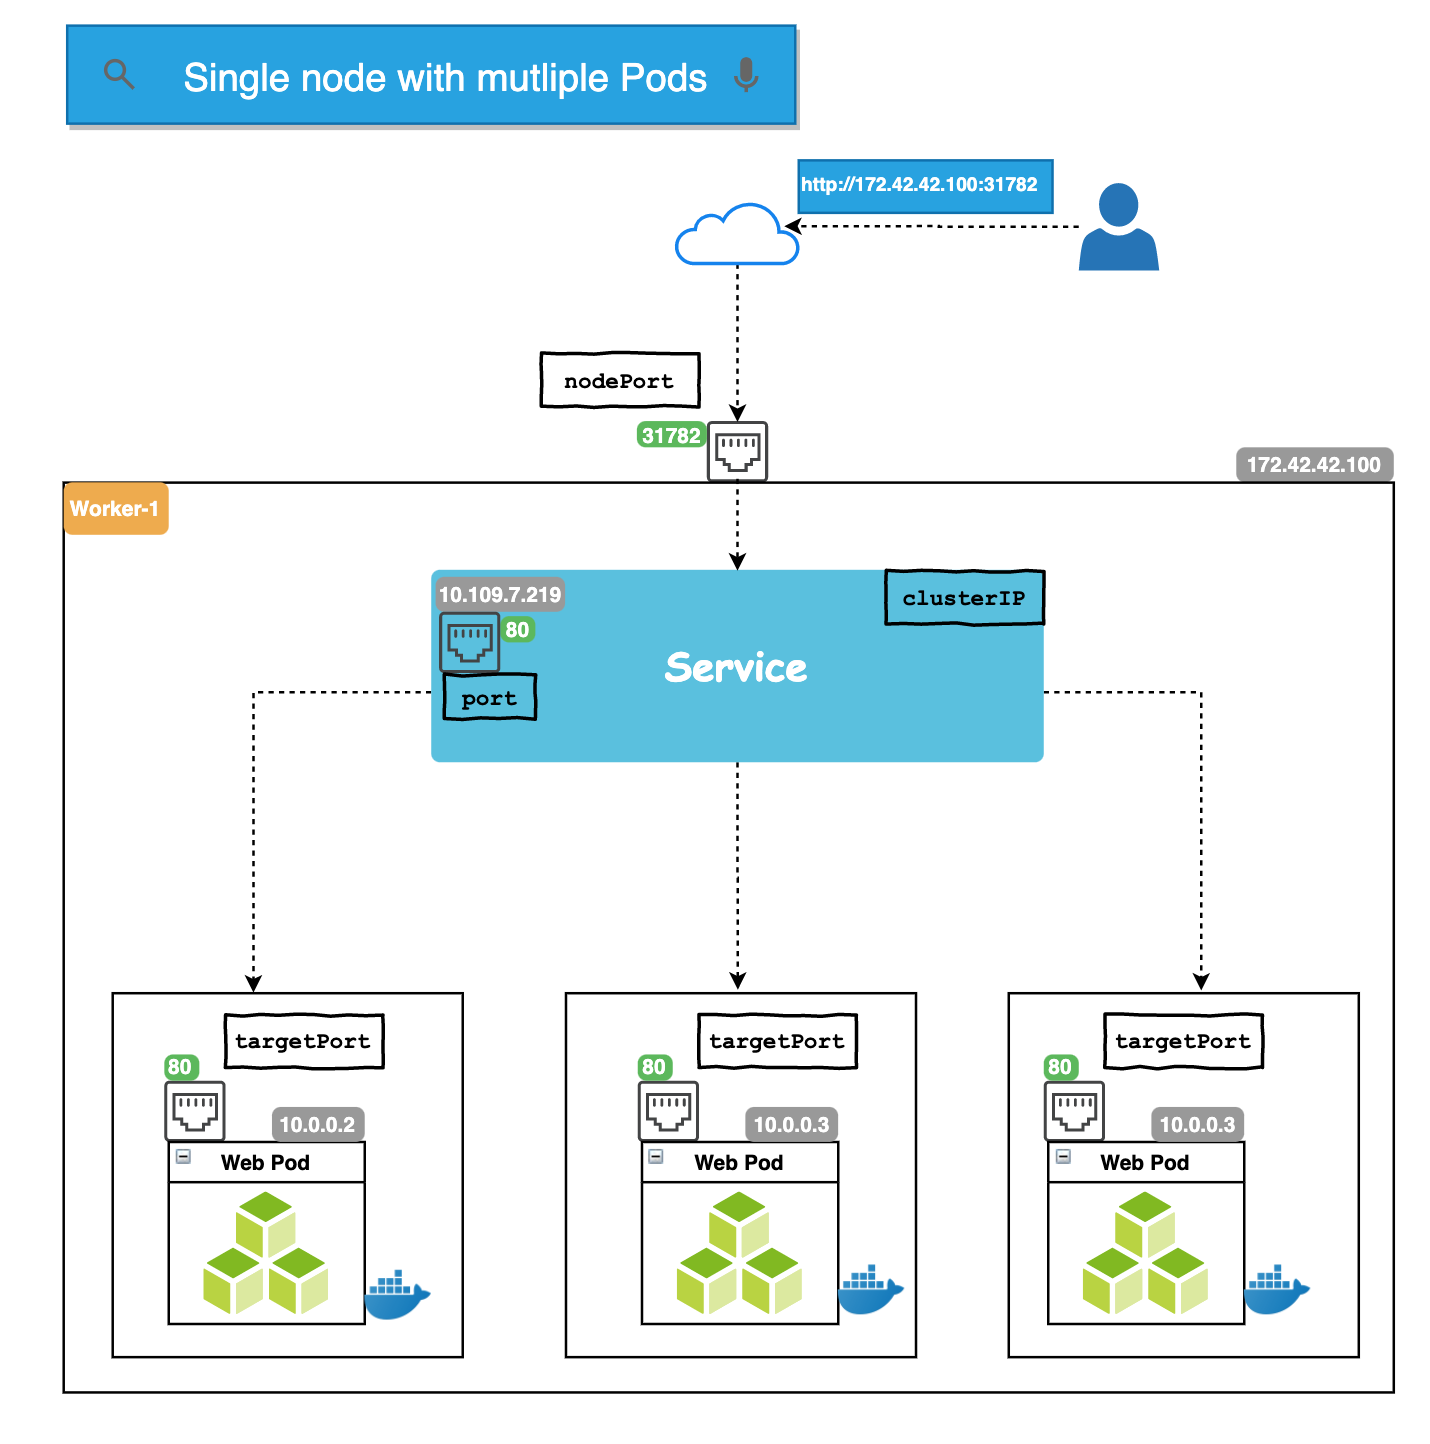 Single node with mutliple Pods
http://172.42.42.100:31782
nodePort
31782
172.42.42.100
Worker-1
10.109.7.219
clusterIP
80
Service
port
targetPort
targetPort
targetPort
80
80
80
10.0.0.2
10.0.0.3
10.0.0.3
Web Pod
Web Pod
Web Pod